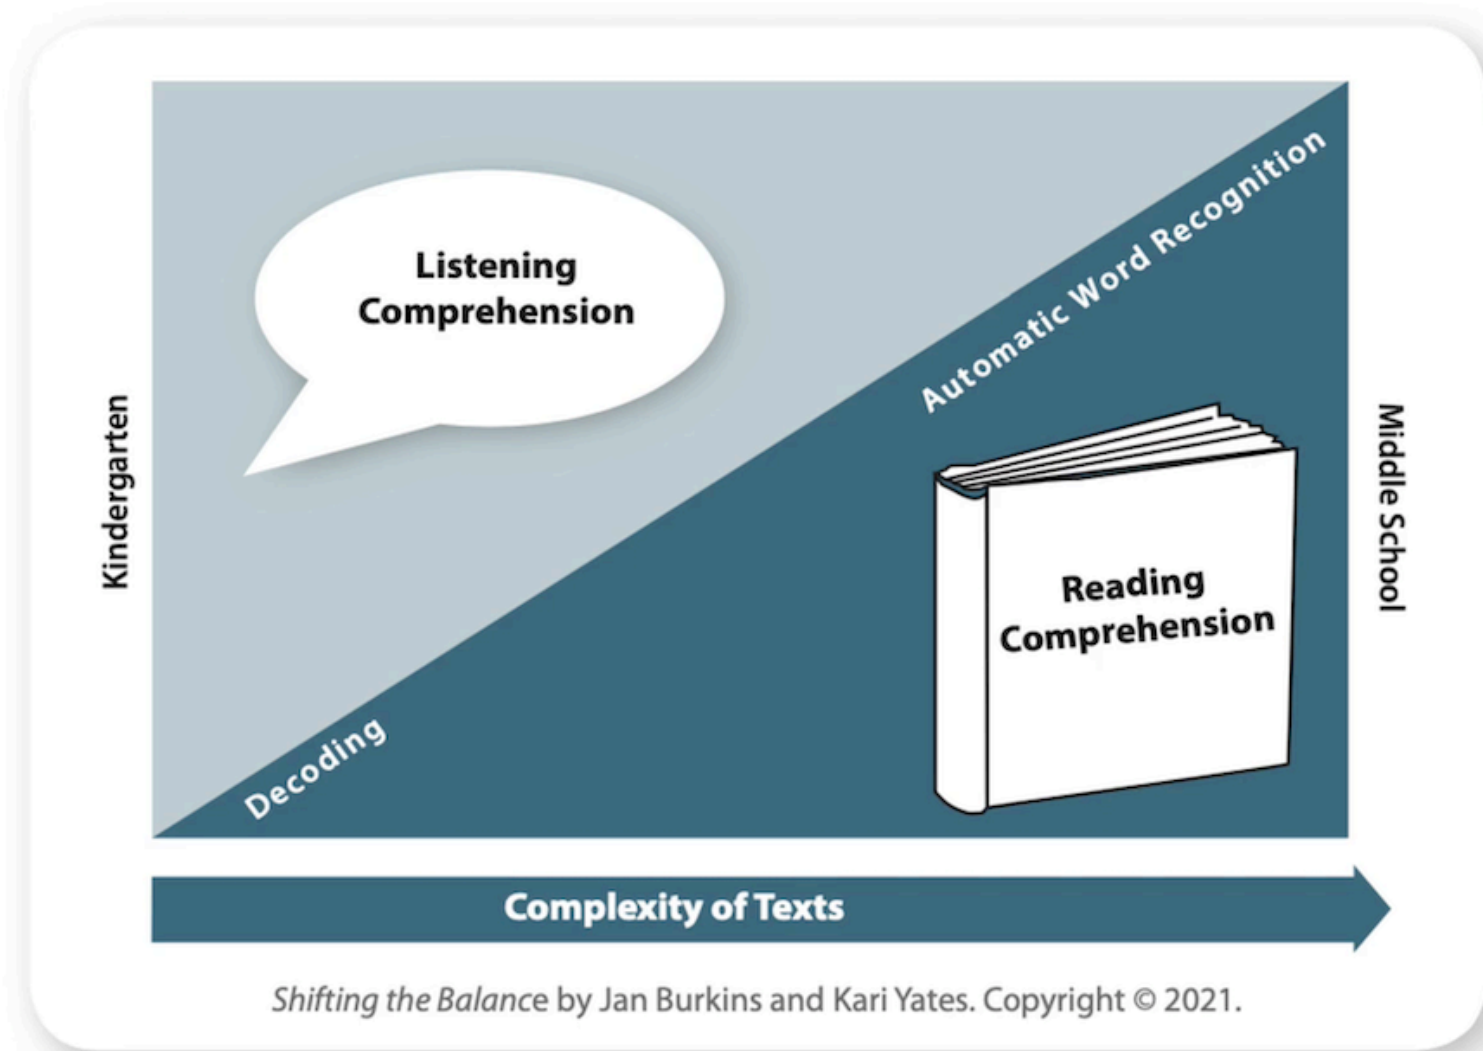 Listening
Comprehension
Automatic Word Recognition
Kindergarten
Middle School
Reading
Comprehension
Decoding
Complexity of Texts
Shifting the Balance by Jan Burkins and Kari Yates. Copyright © 2021.